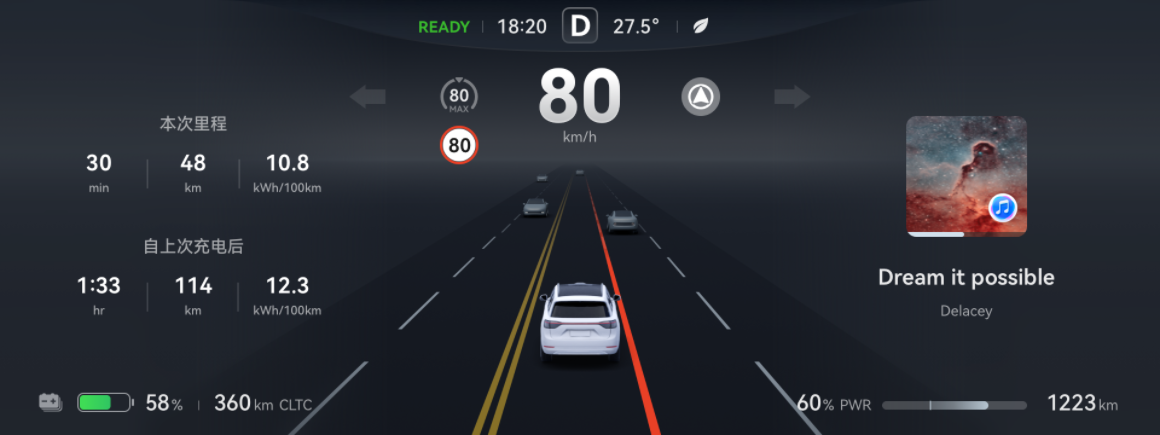 READY 18:20 D 27.5°
80 MAX
80
km/h
80
本次里程
30 48 10.8
min km kWh/100km
自上次充电后
1:33 114 12.3
hr km kWh/100km
Dream it possible
Delacey
58% 360 km CLTC
60% PWR 1223 km